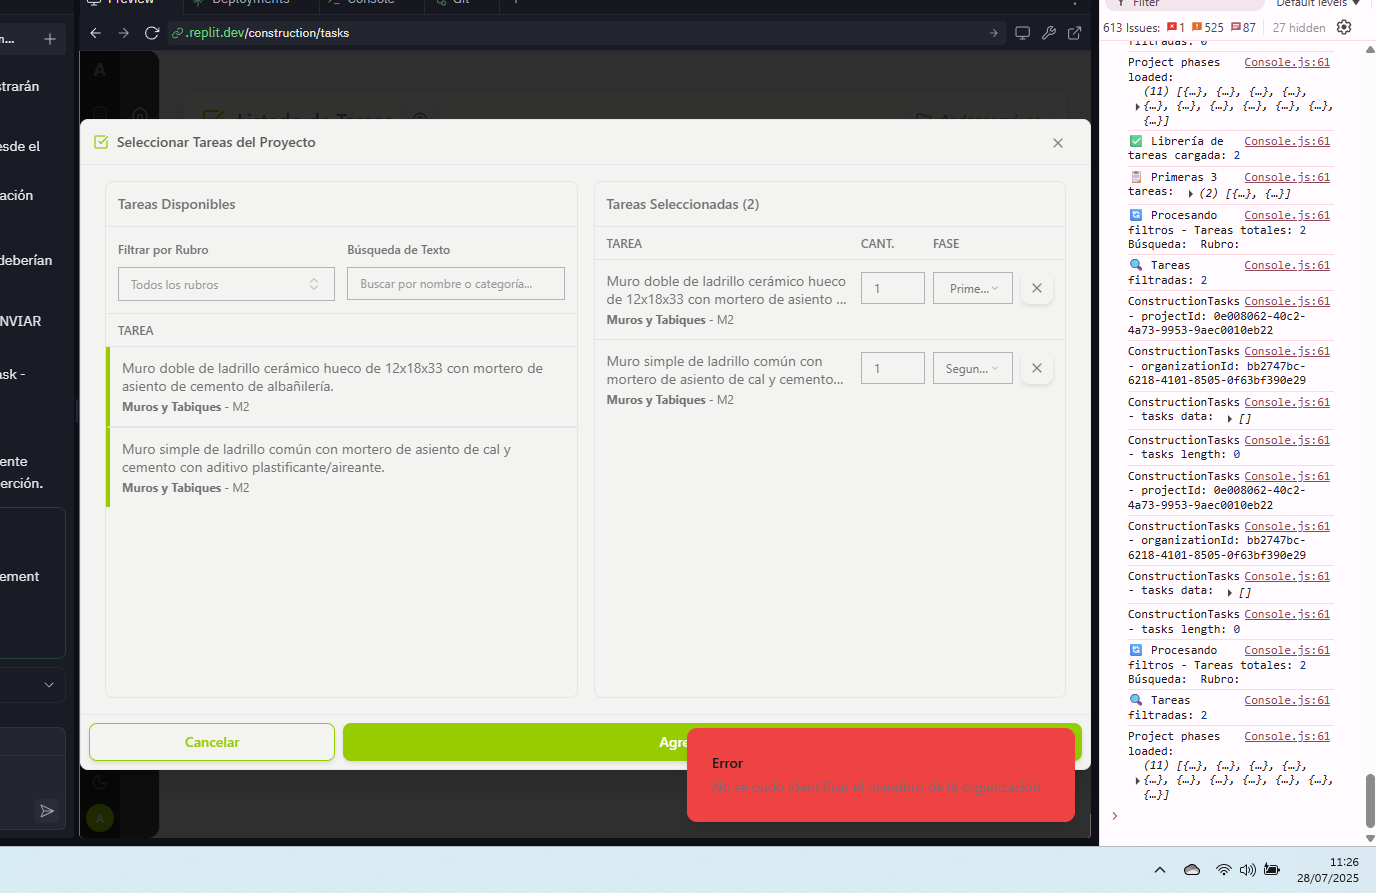 Preview
Deployments
Console
Git
.replit.dev/construction/tasks
m...
strarán
esde el
ación
deberían
NVIAR
ask -
ente
erción.
ement
A
Listado de Tareas
Seleccionar Tareas del Proyecto
Tareas Disponibles
Filtrar por Rubro
Búsqueda de Texto
Todos los rubros
Buscar por nombre o categoría...
TAREA
Muro doble de ladrillo cerámico hueco de 12x18x33 con mortero de
asiento de cemento de albañilería.
Muros y Tabiques - M2
Muro simple de ladrillo común con mortero de asiento de cal y
cemento con aditivo plastificante/aireante.
Muros y Tabiques - M2
Tareas Seleccionadas (2)
TAREA
CANT.
FASE
Muro doble de ladrillo cerámico hueco
de 12x18x33 con mortero de asiento ...
Muros y Tabiques - M2
1
Prime...
Muro simple de ladrillo común con
mortero de asiento de cal y cemento...
Muros y Tabiques - M2
1
Segun...
Cancelar
Agre
Error
No se pudo identificar el miembro de la organización
A
Filter
Default levels
613 Issues: 1 525 87
27 hidden
filtradas: 0
Project phases Console.js:61
loaded:
(11) [{…}, {…}, {…}, {…},
{…}, {…}, {…}, {…}, {…}, {…},
{…}]
Librería de Console.js:61
tareas cargada: 2
Primeras 3 Console.js:61
tareas: (2) [{…}, {…}]
Procesando Console.js:61
filtros - Tareas totales: 2
Búsqueda: Rubro:
Tareas Console.js:61
filtradas: 2
ConstructionTasks Console.js:61
- projectId: 0e008062-40c2-
4a73-9953-9aec0010eb22
ConstructionTasks Console.js:61
- organizationId: bb2747bc-
6218-4101-8505-0f63bf390e29
ConstructionTasks Console.js:61
- tasks data: []
ConstructionTasks Console.js:61
- tasks length: 0
ConstructionTasks Console.js:61
- projectId: 0e008062-40c2-
4a73-9953-9aec0010eb22
ConstructionTasks Console.js:61
- organizationId: bb2747bc-
6218-4101-8505-0f63bf390e29
ConstructionTasks Console.js:61
- tasks data: []
ConstructionTasks Console.js:61
- tasks length: 0
Procesando Console.js:61
filtros - Tareas totales: 2
Búsqueda: Rubro:
Tareas Console.js:61
filtradas: 2
Project phases Console.js:61
loaded:
(11) [{…}, {…}, {…}, {…},
{…}, {…}, {…}, {…}, {…}, {…},
{…}]
11:26
28/07/2025